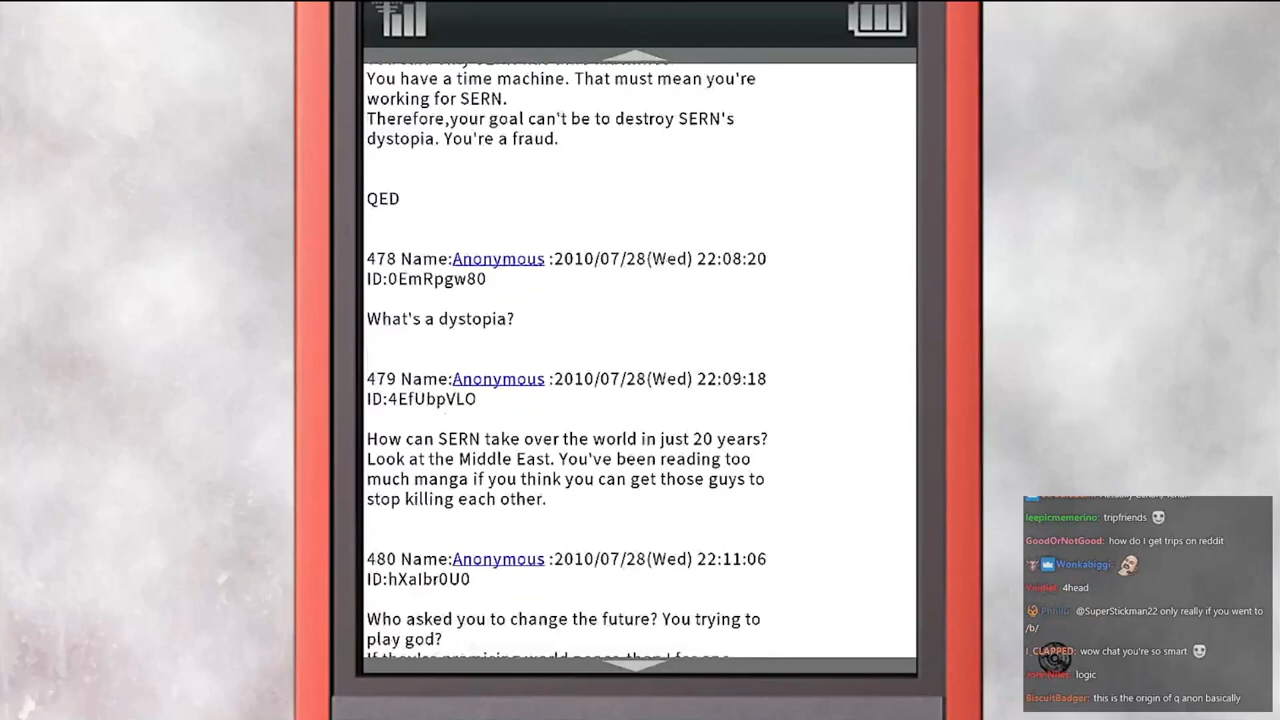 You have a time machine. That must mean you're
working for SERN.
Therefore,your goal can't be to destroy SERN's
dystopia. You're a fraud.
QED
478 Name:Anonymous :2010/07/28(Wed) 22:08:20
ID:0EmRpgw80
What's a dystopia?
479 Name:Anonymous :2010/07/28(Wed) 22:09:18
ID:4EfUbpVLO
How can SERN take over the world in just 20 years?
Look at the Middle East. You've been reading too
much manga if you think you can get those guys to
stop killing each other.
480 Name:Anonymous :2010/07/28(Wed) 22:11:06
ID:hXaIbr0U0
Who asked you to change the future? You trying to
play god?
leepicmemerino: tripfriends
GoodOrNotGood: how do I get trips on reddit
Wonkabiggi:
4head
@SuperStickman22 only really if you went to
/b/
I_CLAPPED: wow chat you're so smart
logic
BiscuitBadger: this is the origin of q anon basically